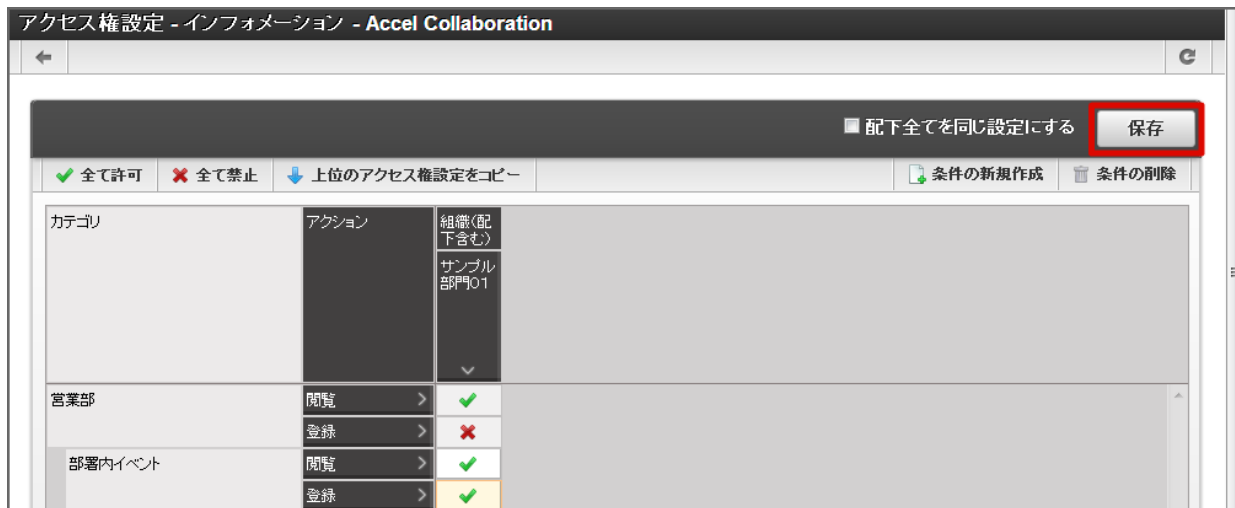 アクセス権設定 - インフォメーション - Accel Collaboration
配下全てを同じ設定にする 保存
全て許可 全て禁止 上位のアクセス権設定をコピー 条件の新規作成 条件の削除
カテゴリ アクション 組織(配
下含む)
サンプル
部門01
営業部 閲覧
登録
部署内イベント 閲覧
登録